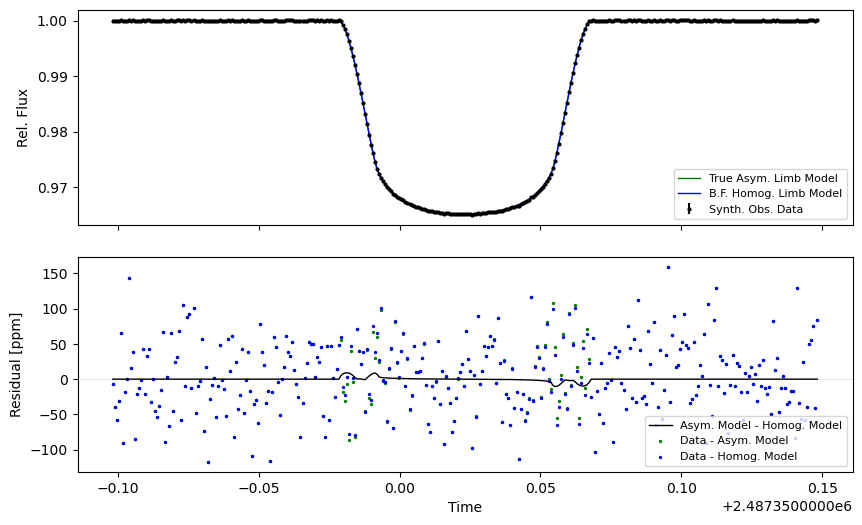 1.00
0.99
0.98
0.97
Rel. Flux
True Asym. Limb Model
B.F. Homog. Limb Model
Synth. Obs. Data
150
100
50
0
−50
−100
Residual [ppm]
Asym. Model - Homog. Model
Data - Asym. Model
Data - Homog. Model
−0.10
−0.05
0.00
0.05
0.10
0.15
Time
+2.4873500000e6